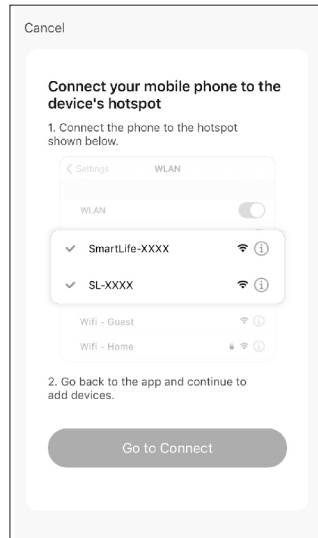 Cancel
Connect your mobile phone to the
device's hotspot
1. Connect the phone to the hotspot
shown below.
Settings WLAN
WLAN
SmartLife-XXXX
SL-XXXX
Wifi - Guest
Wifi - Home
2. Go back to the app and continue to
add devices.
Go to Connect